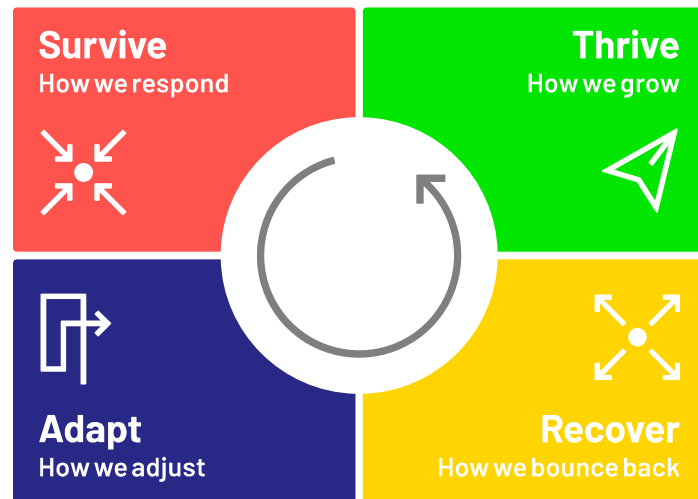 Survive
How we respond
Thrive
How we grow
Adapt
How we adjust
Recover
How we bounce back